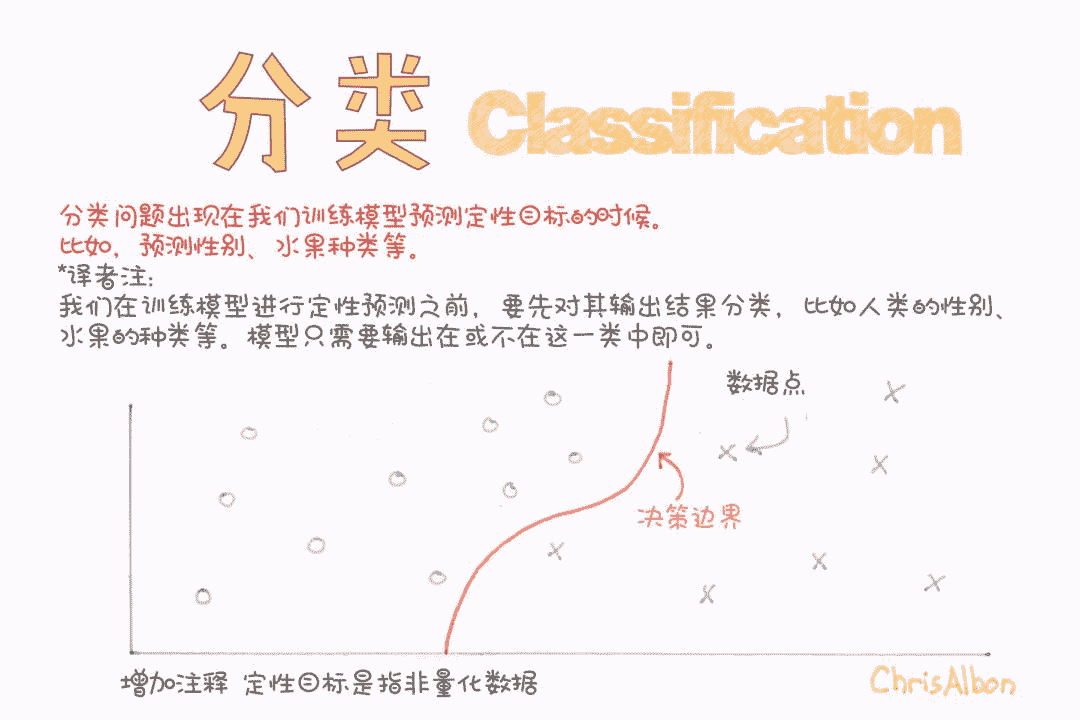 分类 Classification
分类问题出现在我们训练模型预测定性目标的时候。
比如，预测性别、水果种类等。
*译者注：
我们在训练模型进行定性预测之前，要先对其输出结果分类，比如人类的性别、
水果的种类等。模型只需要输出在或不在这一类中即可。
数据点
决策边界
增加注释 定性目标是指非量化数据
ChrisAlbon